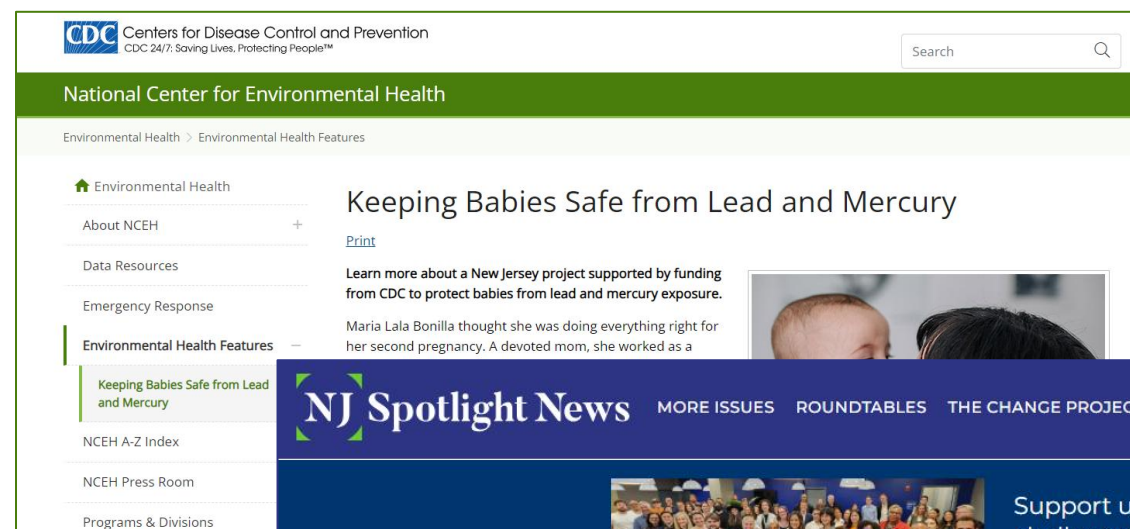 CDC Centers for Disease Control and Prevention
CDC 24/7: Saving Lives, Protecting People™
Search
National Center for Environmental Health
Environmental Health > Environmental Health Features
Environmental Health
About NCEH +
Data Resources
Emergency Response
Environmental Health Features –
Keeping Babies Safe from Lead
and Mercury
NCEH A-Z Index
NCEH Press Room
Programs & Divisions
Keeping Babies Safe from Lead and Mercury
Print
Learn more about a New Jersey project supported by funding
from CDC to protect babies from lead and mercury exposure.
Maria Lala Bonilla thought she was doing everything right for
her second pregnancy. A devoted mom, she worked as a
NJ Spotlight News MORE ISSUES ROUNDTABLES THE CHANGE PROJEC
Support u